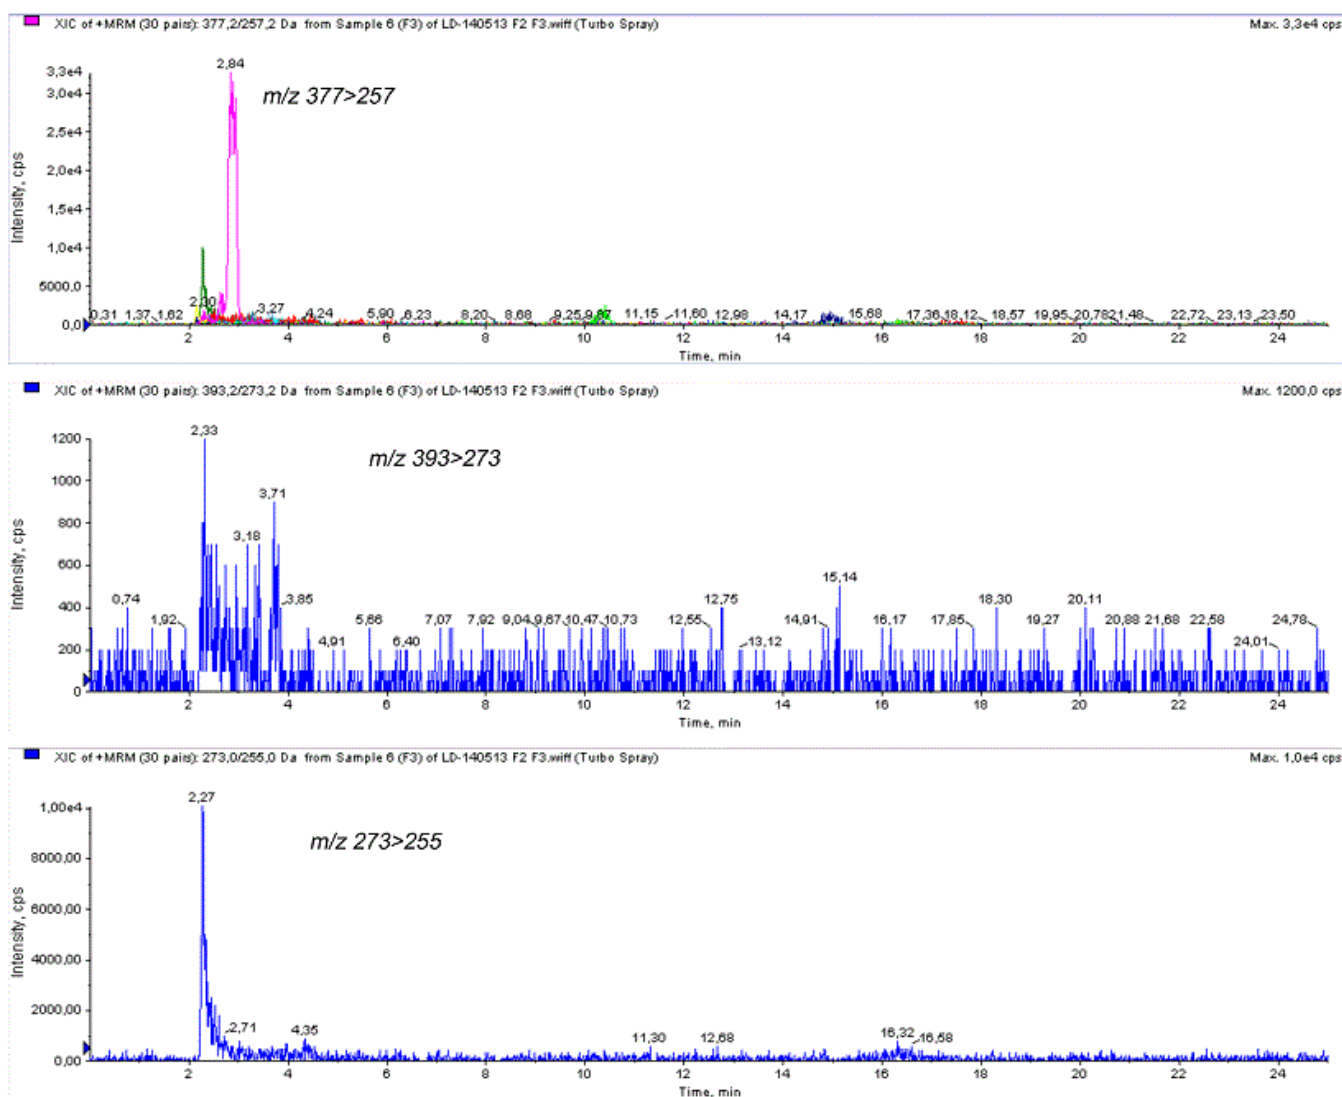 XIC of +MRM (30 pairs): 377,2/257,2 Da from Sample 6 (F3) of LD-140513 F2 F3.wiff (Turbo Spray) Max. 3,3e4 cps
2,84
3,3e4
m/z 377>257
3,0e4
2,5e4
2,0e4
1,5e4
1,0e4
5000,0
0,0
Intensity, cps
0,31 1,37 1,62 2,30 3,27 4,24 5,90 6,23 8,20 8,68 9,25 9,87 11,15 11,60 12,98 14,17 15,68 17,36 18,12 18,57 19,95 20,78 21,48 22,72 23,13 23,50
2 4 6 8 10 12 14 16 18 20 22 24
Time, min
XIC of +MRM (30 pairs): 393,2/273,2 Da from Sample 6 (F3) of LD-140513 F2 F3.wiff (Turbo Spray) Max. 1200,0 cps
2,33
1200
m/z 393>273
1000
3,71
800
3,18
600
15,14
400
0,74 3,85 12,75 18,30 20,11
1,92 5,66 7,07 7,92 9,04 9,67 10,47 10,73 12,55 14,91 16,17 17,85 19,27 20,88 21,68 22,58 24,78
200
4,91 6,40 13,12 24,01
0
Intensity, cps
2 4 6 8 10 12 14 16 18 20 22 24
Time, min
XIC of +MRM (30 pairs): 273,0/255,0 Da from Sample 6 (F3) of LD-140513 F2 F3.wiff (Turbo Spray) Max. 1,0e4 cps
2,27
1,00e4
m/z 273>255
8000,00
6000,00
4000,00
2000,00
2,71 4,35 11,30 12,68 16,32 16,58
0,00
Intensity, cps
2 4 6 8 10 12 14 16 18 20 22 24
Time, min